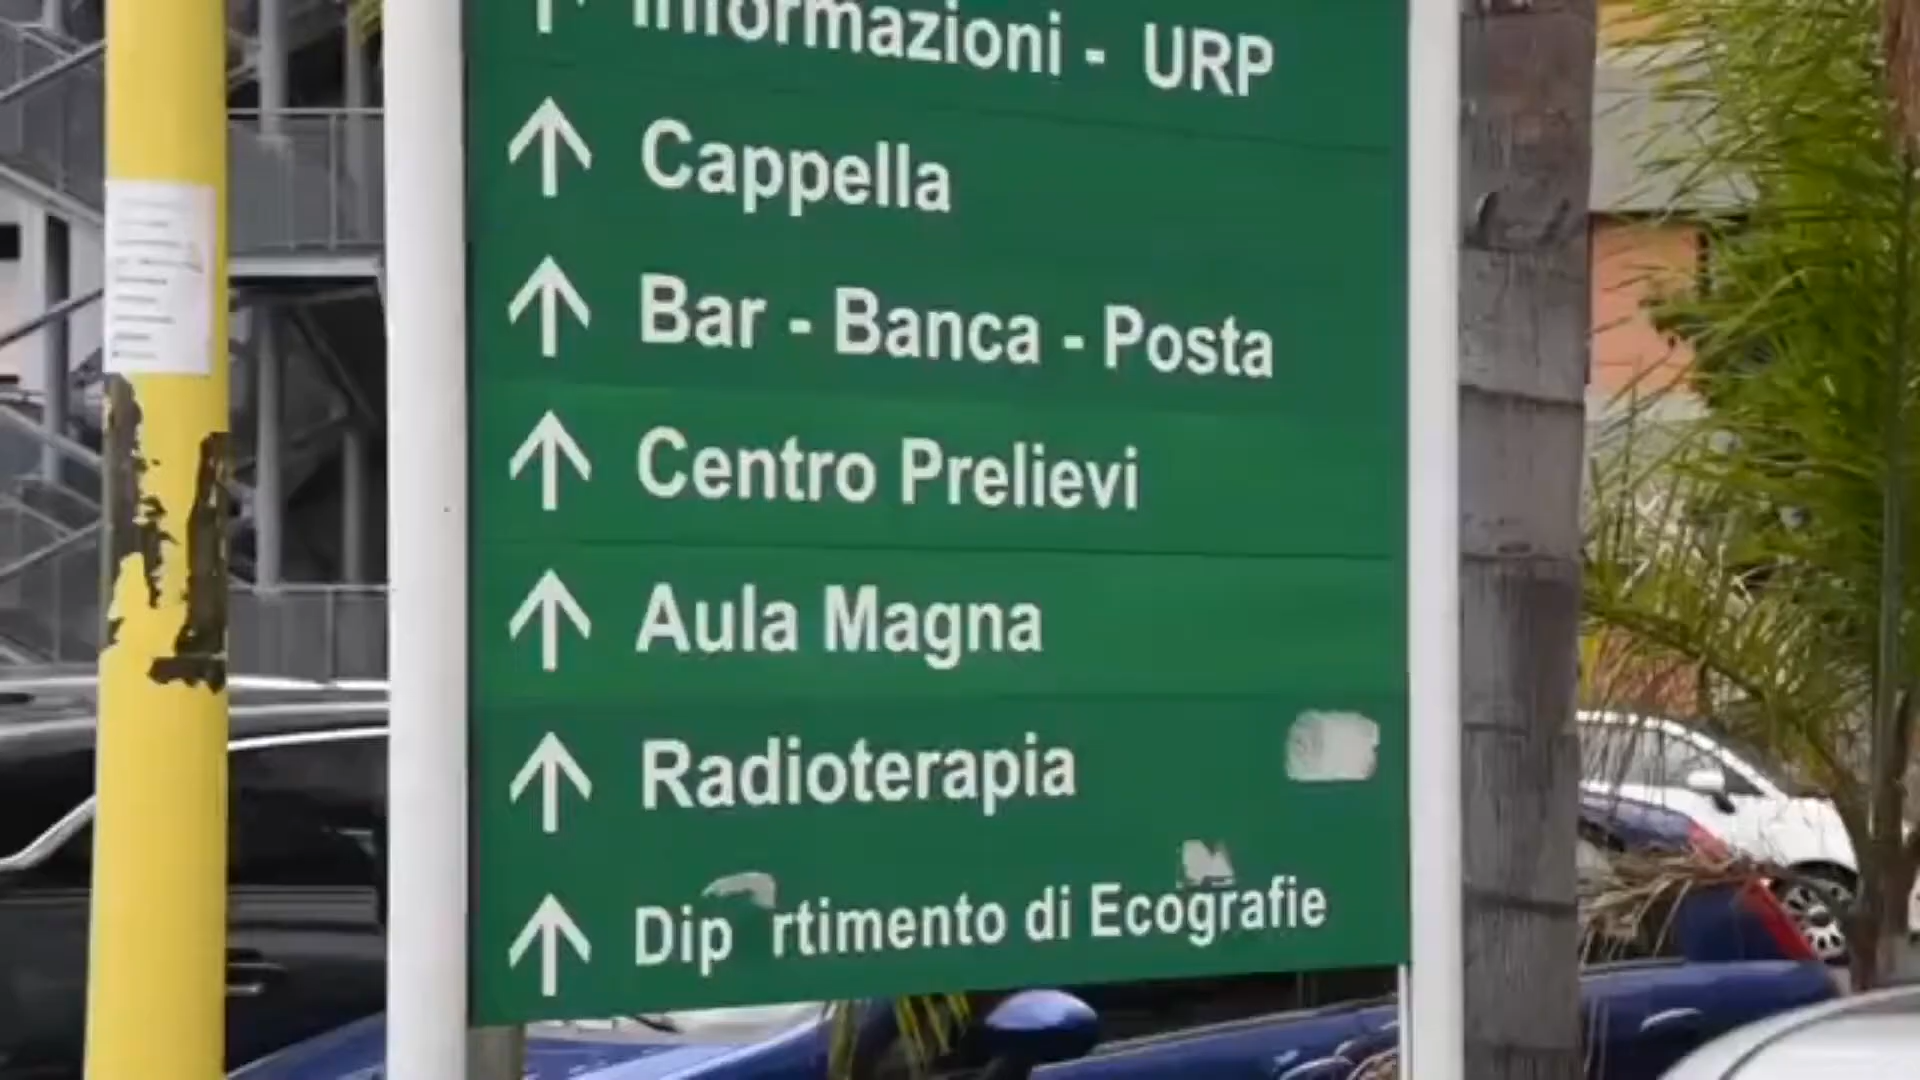 Informazioni - URP
Cappella
Bar - Banca - Posta
Centro Prelievi
Aula Magna
Radioterapia
Dip rtimento di Ecografie